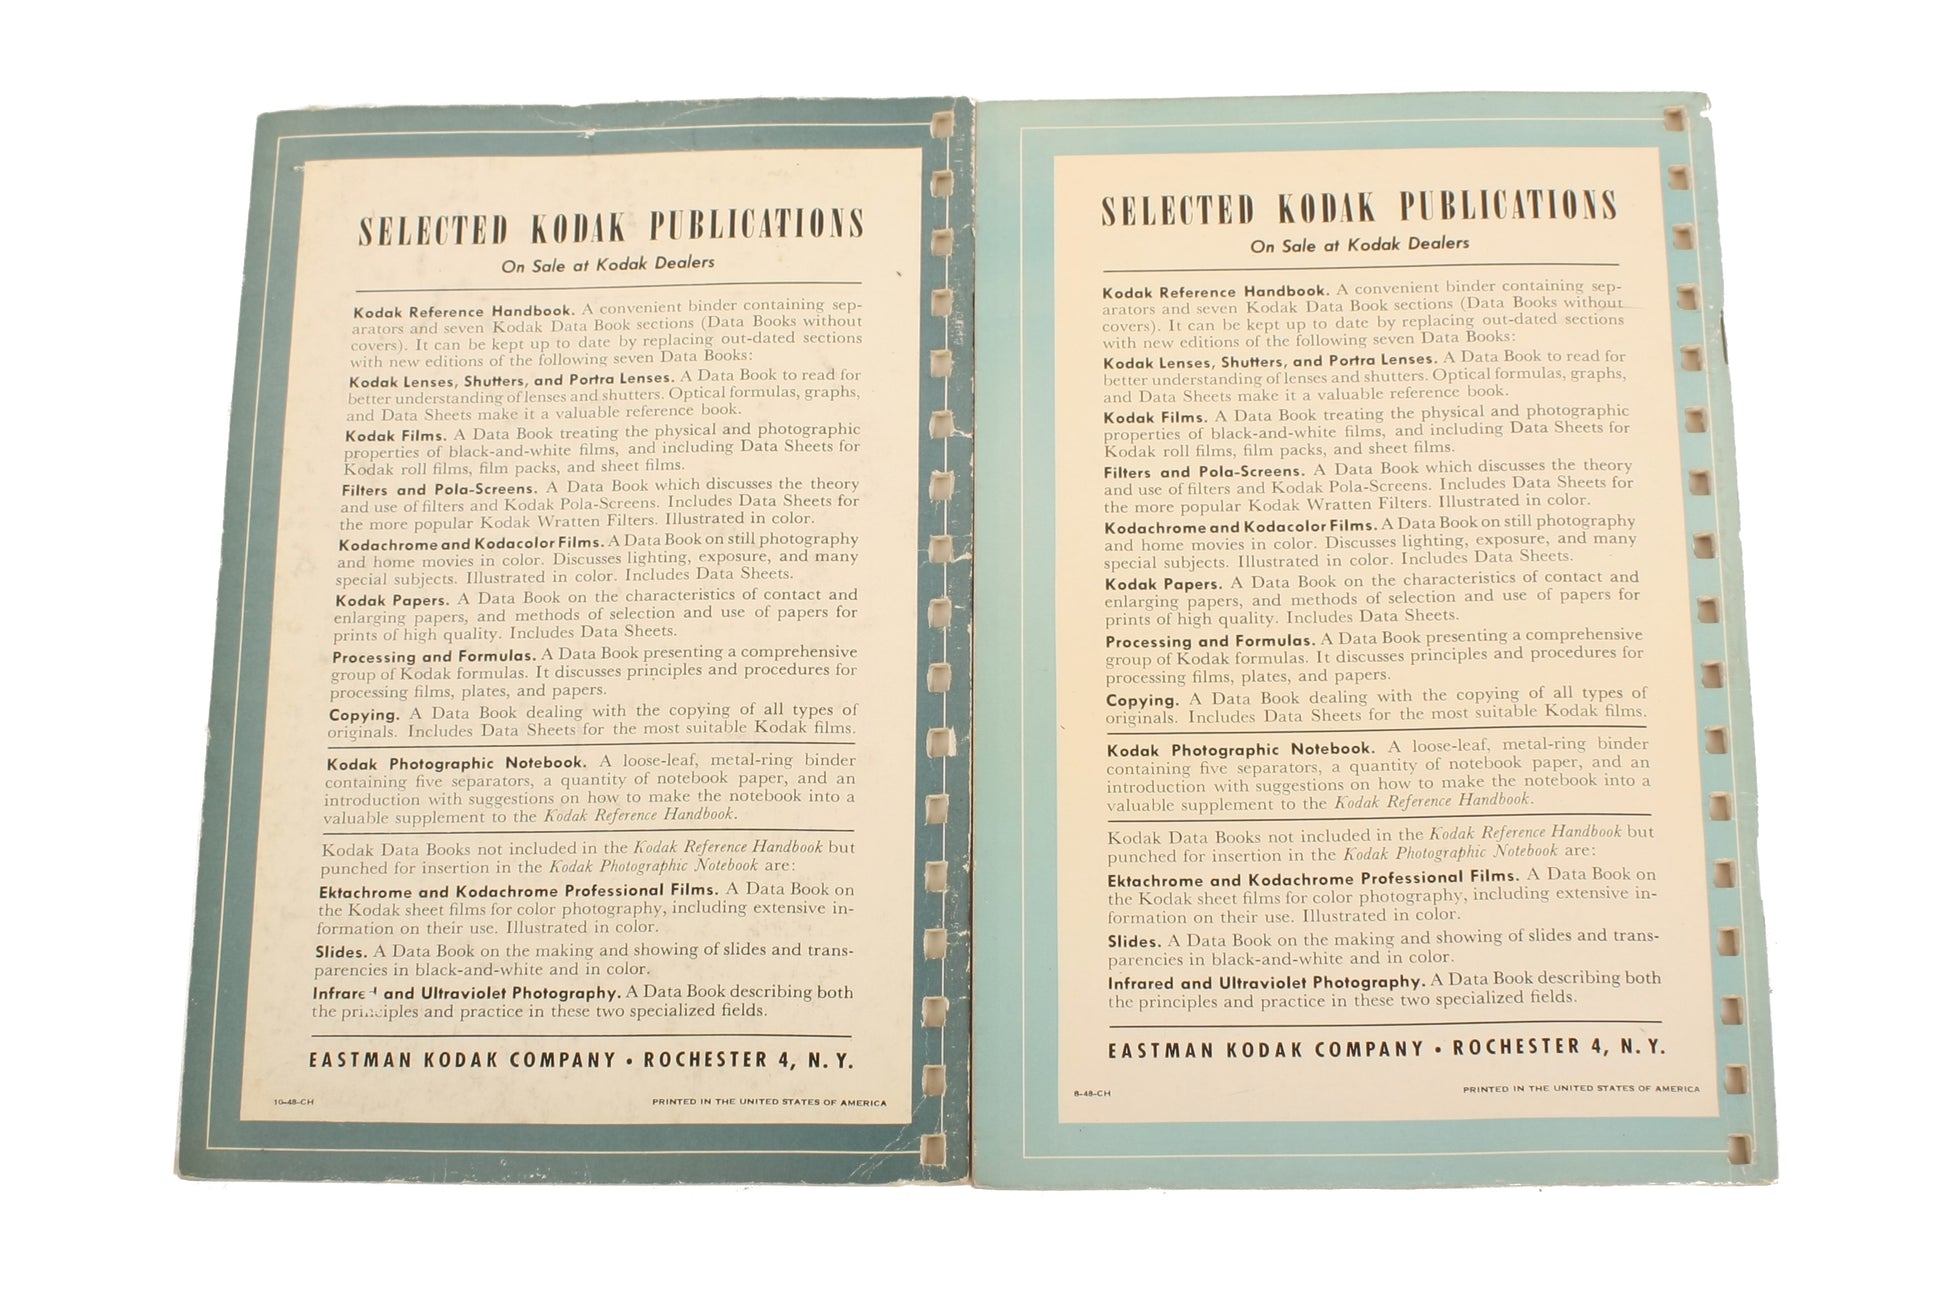 SELECTED KODAK PUBLICATIONS
On Sale at Kodak Dealers
Kodak Reference Handbook. A convenient binder containing sep-
arators and seven Kodak Data Book sections (Data Books without
covers). It can be kept up to date by replacing out-dated sections
with new editions of the following seven Data Books:
Kodak Lenses, Shutters, and Portra Lenses. A Data Book to read for
better understanding of lenses and shutters. Optical formulas, graphs,
and Data Sheets make it a valuable reference book.
Kodak Films. A Data Book treating the physical and photographic
properties of black-and-white films, and including Data Sheets for
Kodak roll films, film packs, and sheet films.
Filters and Pola-Screens. A Data Book which discusses the theory
and use of filters and Kodak Pola-Screens. Includes Data Sheets for
the more popular Kodak Wratten Filters. Illustrated in color.
Kodachrome and Kodacolor Films. A Data Book on still photography
and home movies in color. Discusses lighting, exposure, and many
special subjects. Illustrated in color. Includes Data Sheets.
Kodak Papers. A Data Book on the characteristics of contact and
enlarging papers, and methods of selection and use of papers for
prints of high quality. Includes Data Sheets.
Processing and Formulas. A Data Book presenting a comprehensive
group of Kodak formulas. It discusses principles and procedures for
processing films, plates, and papers.
Copying. A Data Book dealing with the copying of all types of
originals. Includes Data Sheets for the most suitable Kodak films.
Kodak Photographic Notebook. A loose-leaf, metal-ring binder
containing five separators, a quantity of notebook paper, and an
introduction with suggestions on how to make the notebook into a
valuable supplement to the Kodak Reference Handbook.
Kodak Data Books not included in the Kodak Reference Handbook but
punched for insertion in the Kodak Photographic Notebook are:
Ektachrome and Kodachrome Professional Films. A Data Book on
the Kodak sheet films for color photography, including extensive in-
formation on their use. Illustrated in color.
Slides. A Data Book on the making and showing of slides and trans-
parencies in black-and-white and in color.
Infrared and Ultraviolet Photography. A Data Book describing both
the principles and practice in these two specialized fields.
EASTMAN KODAK COMPANY • ROCHESTER 4, N. Y.
10-48-CH PRINTED IN THE UNITED STATES OF AMERICA
SELECTED KODAK PUBLICATIONS
On Sale at Kodak Dealers
Kodak Reference Handbook. A convenient binder containing sep-
arators and seven Kodak Data Book sections (Data Books without
covers). It can be kept up to date by replacing out-dated sections
with new editions of the following seven Data Books:
Kodak Lenses, Shutters, and Portra Lenses. A Data Book to read for
better understanding of lenses and shutters. Optical formulas, graphs,
and Data Sheets make it a valuable reference book.
Kodak Films. A Data Book treating the physical and photographic
properties of black-and-white films, and including Data Sheets for
Kodak roll films, film packs, and sheet films.
Filters and Pola-Screens. A Data Book which discusses the theory
and use of filters and Kodak Pola-Screens. Includes Data Sheets for
the more popular Kodak Wratten Filters. Illustrated in color.
Kodachrome and Kodacolor Films. A Data Book on still photography
and home movies in color. Discusses lighting, exposure, and many
special subjects. Illustrated in color. Includes Data Sheets.
Kodak Papers. A Data Book on the characteristics of contact and
enlarging papers, and methods of selection and use of papers for
prints of high quality. Includes Data Sheets.
Processing and Formulas. A Data Book presenting a comprehensive
group of Kodak formulas. It discusses principles and procedures for
processing films, plates, and papers.
Copying. A Data Book dealing with the copying of all types of
originals. Includes Data Sheets for the most suitable Kodak films.
Kodak Photographic Notebook. A loose-leaf, metal-ring binder
containing five separators, a quantity of notebook paper, and an
introduction with suggestions on how to make the notebook into a
valuable supplement to the Kodak Reference Handbook.
Kodak Data Books not included in the Kodak Reference Handbook but
punched for insertion in the Kodak Photographic Notebook are:
Ektachrome and Kodachrome Professional Films. A Data Book on
the Kodak sheet films for color photography, including extensive in-
formation on their use. Illustrated in color.
Slides. A Data Book on the making and showing of slides and trans-
parencies in black-and-white and in color.
Infrared and Ultraviolet Photography. A Data Book describing both
the principles and practice in these two specialized fields.
EASTMAN KODAK COMPANY • ROCHESTER 4, N. Y.
8-48-CH PRINTED IN THE UNITED STATES OF AMERICA